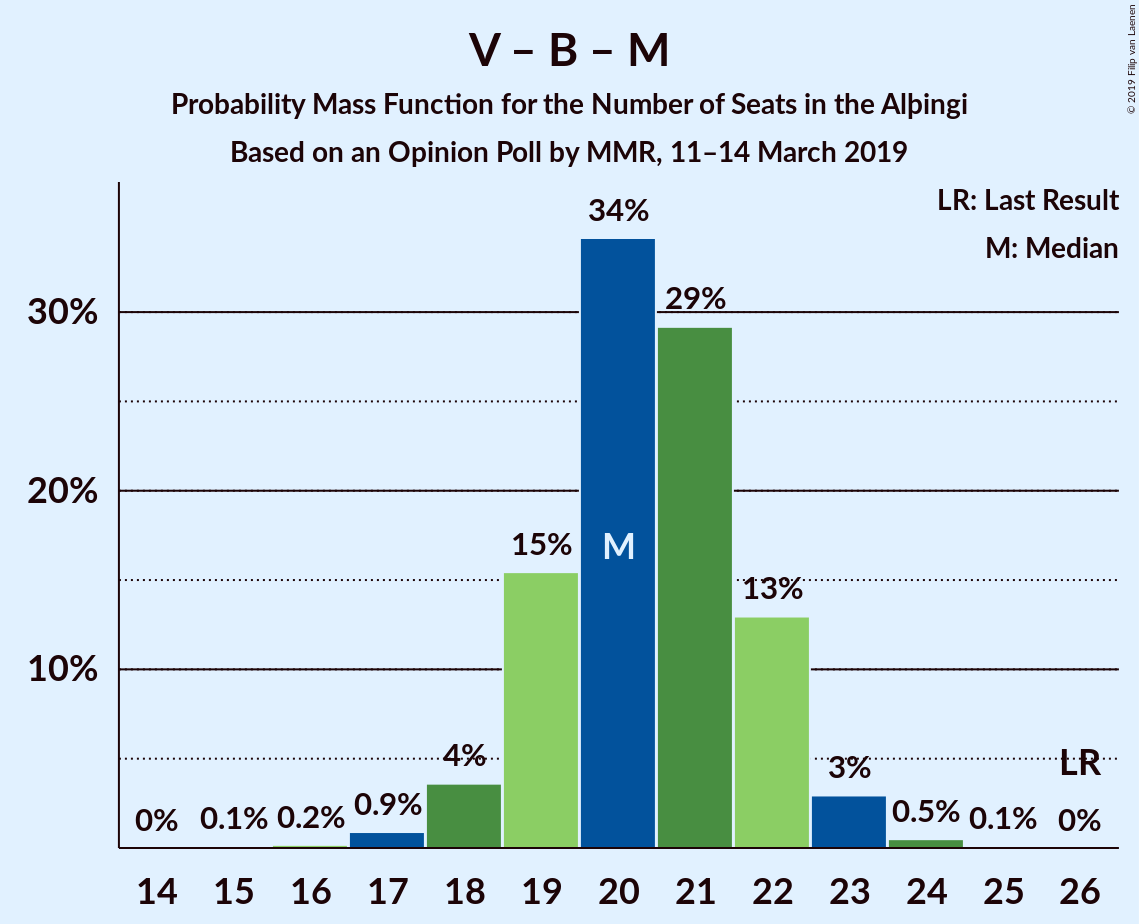 V – B – M
Probability Mass Function for the Number of Seats in the Alþingi
Based on an Opinion Poll by MMR, 11–14 March 2019
© 2019 Filip van Laenen
LR: Last Result
M: Median
34%
29%
30%
20%
15%
M
13%
10%
4%
3%
LR
0%
0.1%
0.2%
0.9%
0.5%
0.1%
0%
14 15 16 17 18 19 20 21 22 23 24 25 26